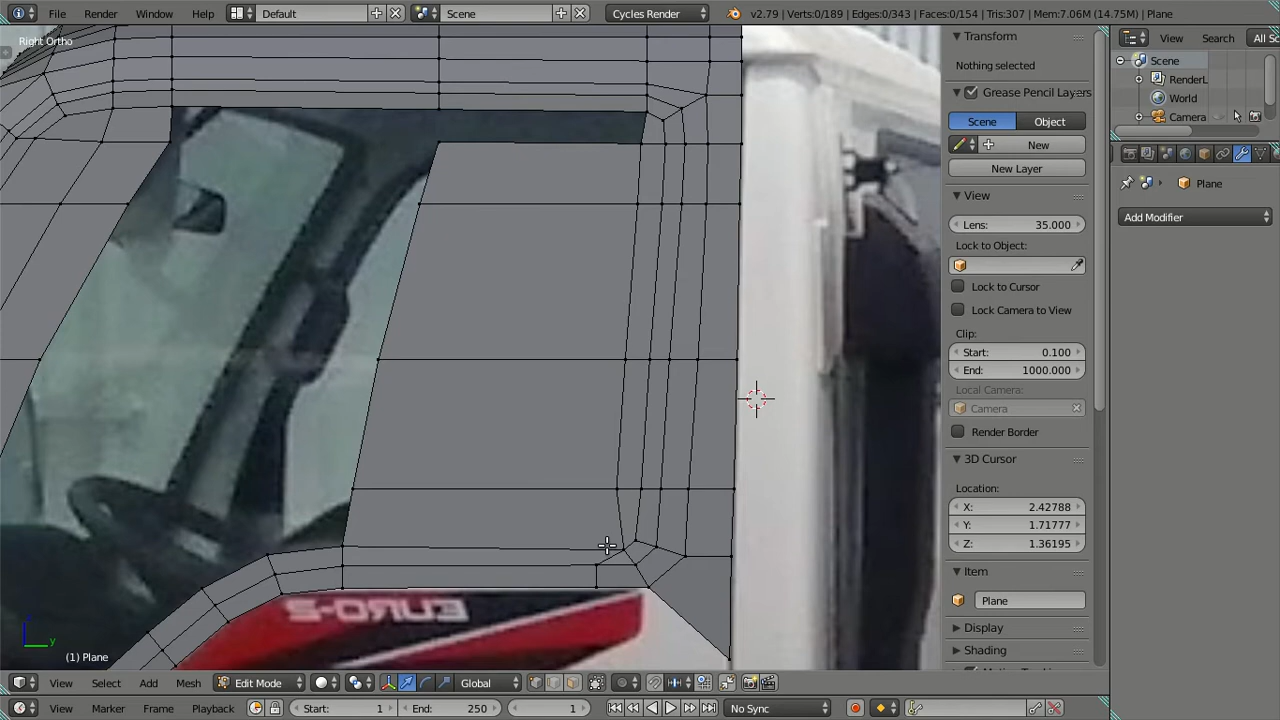 File Render Window Help Default Scene Cycles Render v2.79 | Verts:0/189 | Edges:0/343 | Faces:0/154 | Tris:307 | Mem:7.06M (14.75M) | Plane
Right Ortho
Transform
Nothing selected
Grease Pencil Layers
Scene Object
New
New Layer
View
Lens: 35.000
Lock to Object:
Lock to Cursor
Lock Camera to View
Clip:
Start: 0.100
End: 1000.000
Local Camera:
Camera
Render Border
3D Cursor
Location:
X: 2.42788
Y: 1.71777
Z: 1.36195
Item
Plane
Display
Shading
View Search All Sc
Scene
RenderL
World
Camera
Plane
Add Modifier
EURO-2
z
y
(1) Plane
View Select Add Mesh Edit Mode Global
View Marker Frame Playback Start: 1 End: 250 1 No Sync